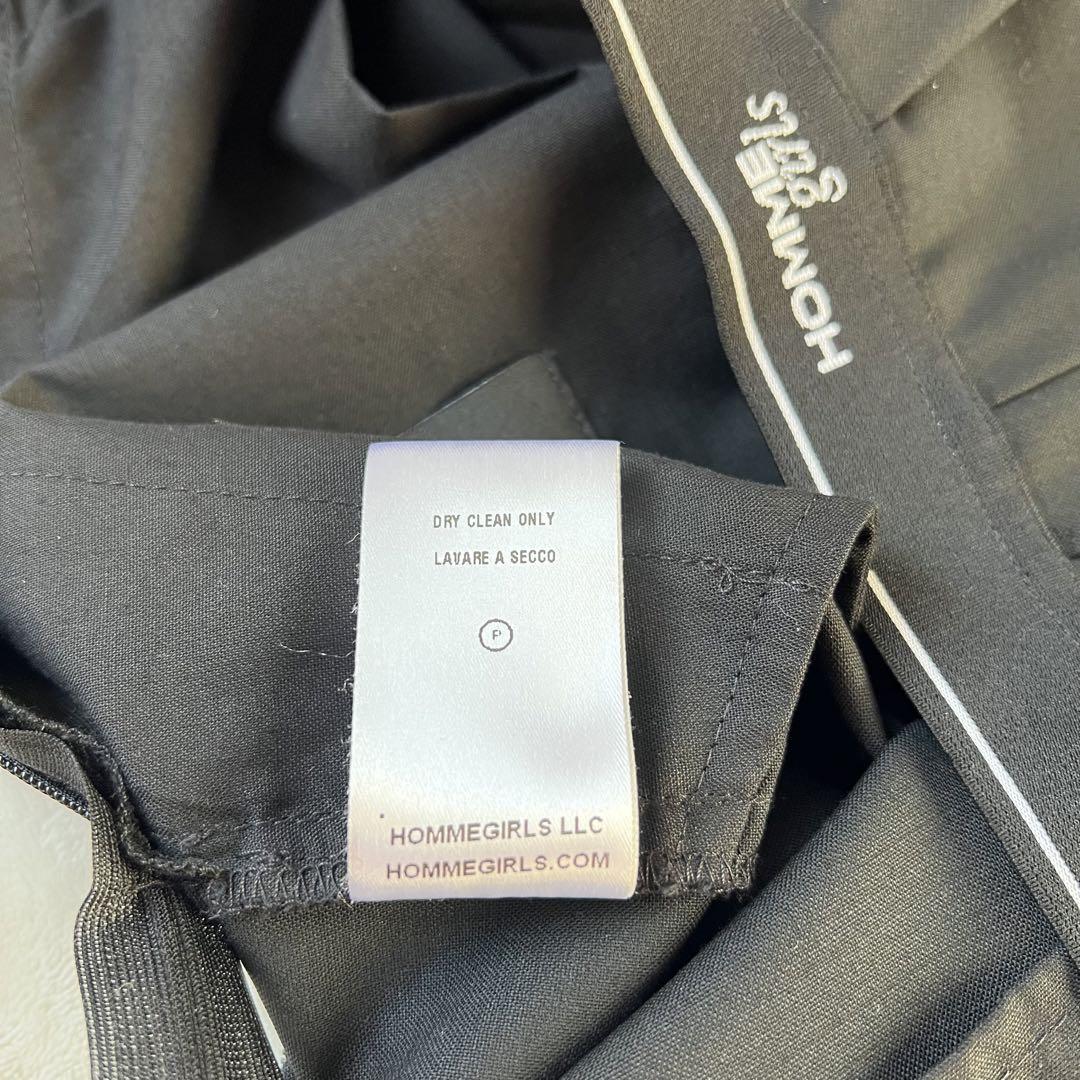 HOMME
girls
DRY CLEAN ONLY
LAVARE A SECCO
P
HOMMEGIRLS LLC
HOMMEGIRLS.COM